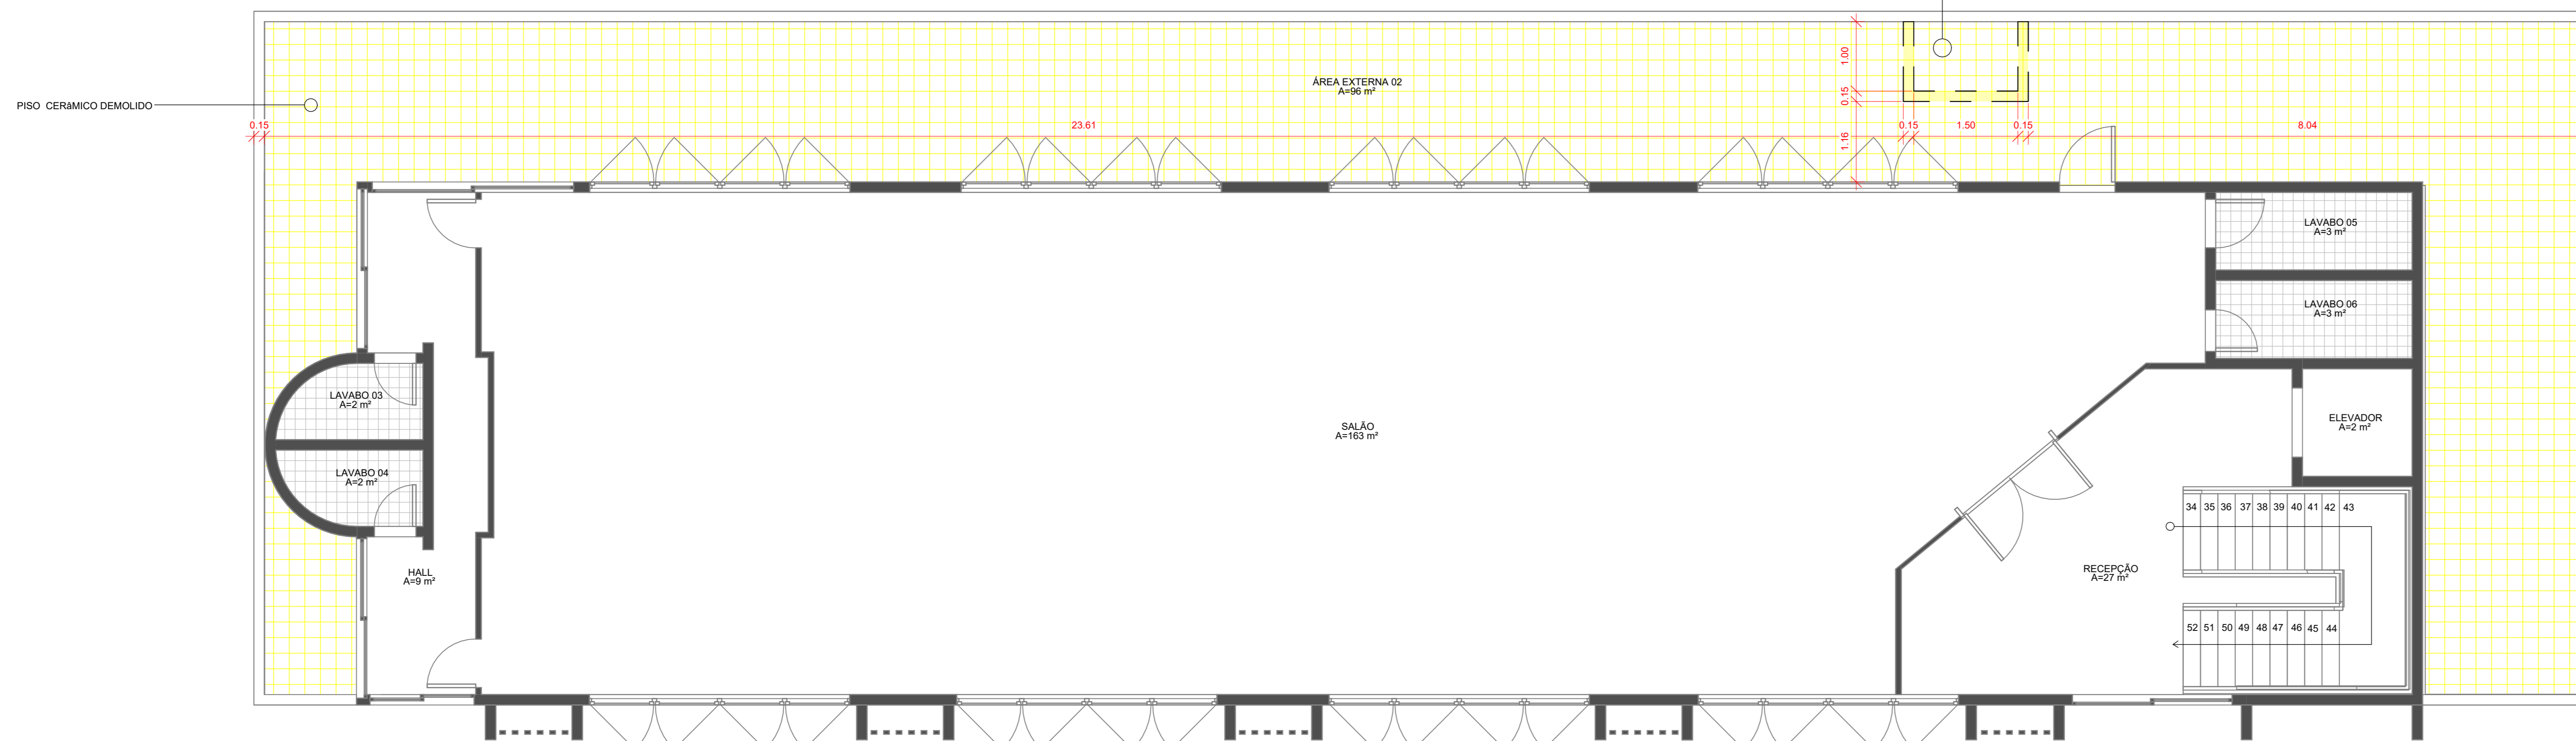 ÁREA EXTERNA 02
A=96 m²
PISO  CERâMICO DEMOLIDO
1.00
0.15
1.16
0.15
23.61
0.15
1.50
0.15
8.04
LAVABO 05
A=3 m²
LAVABO 06
A=3 m²
LAVABO 03
A=2 m²
SALÃO
A=163 m²
ELEVADOR
A=2 m²
LAVABO 04
A=2 m²
34 35 36 37 38 39 40 41 42 43
HALL
A=9 m²
RECEPÇÃO
A=27 m²
52 51 50 49 48 47 46 45 44